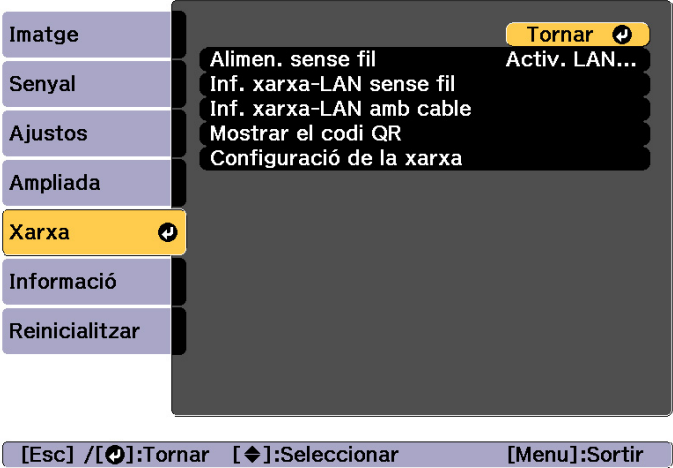 Imatge
Senyal
Ajustos
Ampliada
Xarxa
Informació
Reinicialitzar
Tornar
Alimen. sense fil Activ. LAN...
Inf. xarxa-LAN sense fil
Inf. xarxa-LAN amb cable
Mostrar el codi QR
Configuració de la xarxa
[Esc] /[]:Tornar []:Seleccionar [Menu]:Sortir